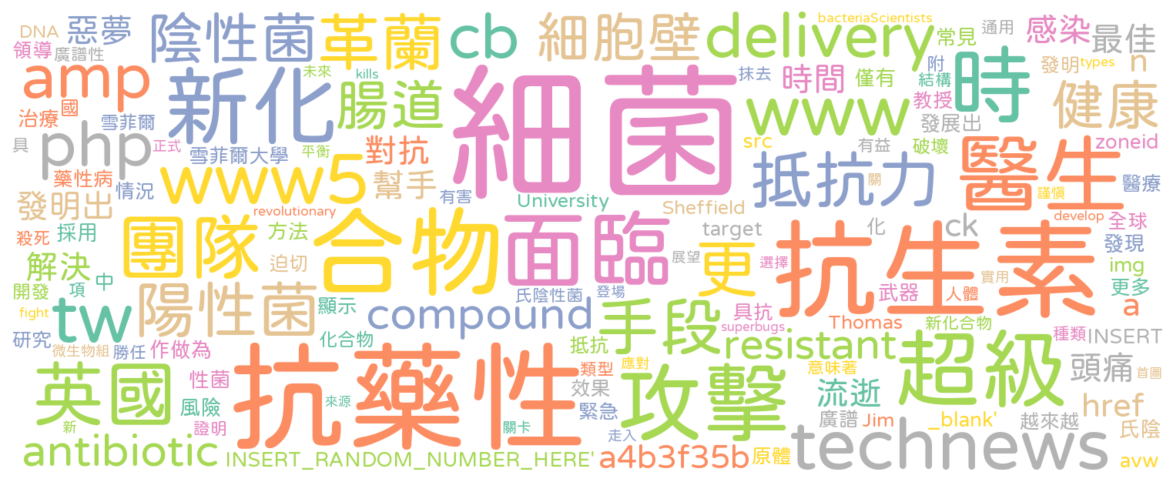 DNA 惡夢 陰性菌 革蘭 cb 細胞壁 delivery bacteriaScientists 常見 通用 感染 最佳
領導 廣譜性 amp 新化 未來 kills 腸道 細菌 抹去 時間 附 僅有 結構 時 發明 types n
治療 國 雪菲爾 php 正式 平衡 對抗 www 教授 發展出 健康
具 藥性病 雪菲爾大學 情況 www5 有害 幫手 src 有益 破壞 抵抗力 關 醫生 謹慎 zoneid 醫療
發明出 revolutionary University Sheffield target 化 ck develop 全球
殺死 採用 團隊 方法 迫切 合物 面臨 展望 更 選擇 抗生素 實用 發現
解決 項 中 開發 陽性菌 顯示 氏陰性菌 登場 武器 人體 img 更多
fight tw 化合物 compound 手段 具抗 superbugs Thomas 新化合物 a 種類 INSERT
研究 微生物組 勝任 作做為 抗藥性 抵抗 類型 應對 resistant 意味著 超級 頭痛 首圖
英國 性菌 風險 來源 效果 緊急 攻擊 流逝 廣譜 Jim _blank' 越來越 href 氏陰
新 證明 關卡 走入
antibiotic INSERT_RANDOM_NUMBER_HERE' a4b3f35b 原體 technews avw